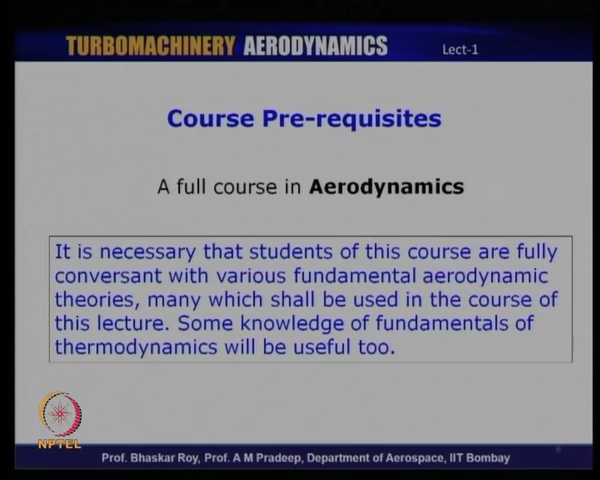 TURBOMACHINERY AERODYNAMICS Lect-1
Course Pre-requisites
A full course in Aerodynamics
It is necessary that students of this course are fully
conversant with various fundamental aerodynamic
theories, many which shall be used in the course of
this lecture. Some knowledge of fundamentals of
thermodynamics will be useful too.
NPTEL
Prof. Bhaskar Roy, Prof. A M Pradeep, Department of Aerospace, IIT Bombay
6